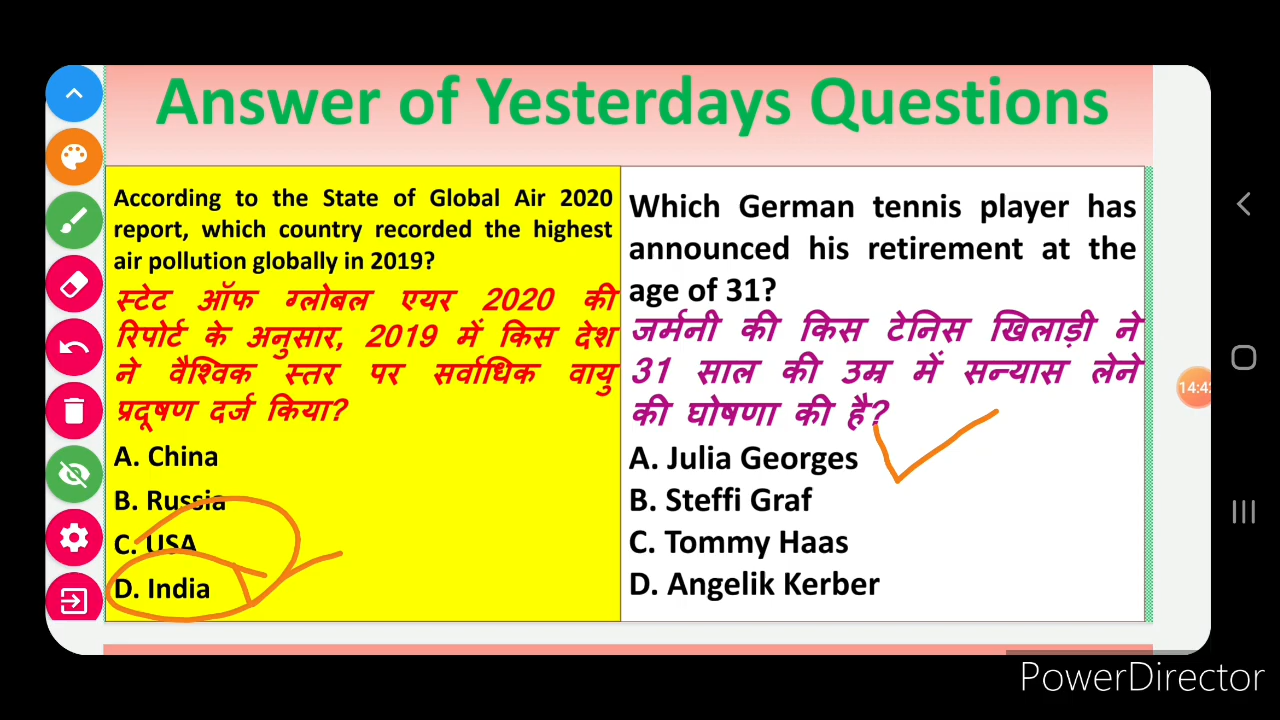 Answer of Yesterdays Questions
According to the State of Global Air 2020
report, which country recorded the highest
air pollution globally in 2019?
स्टेट ऑफ ग्लोबल एयर 2020 की
रिपोर्ट के अनुसार, 2019 में किस देश
ने वैश्विक स्तर पर सर्वाधिक वायु
प्रदूषण दर्ज किया?
A. China
B. Russia
C. USA
D. India
Which German tennis player has
announced his retirement at the
age of 31?
जर्मनी की किस टेनिस खिलाड़ी ने
31 साल की उम्र में सन्यास लेने
की घोषणा की है?
A. Julia Georges
B. Steffi Graf
C. Tommy Haas
D. Angelik Kerber
PowerDirector